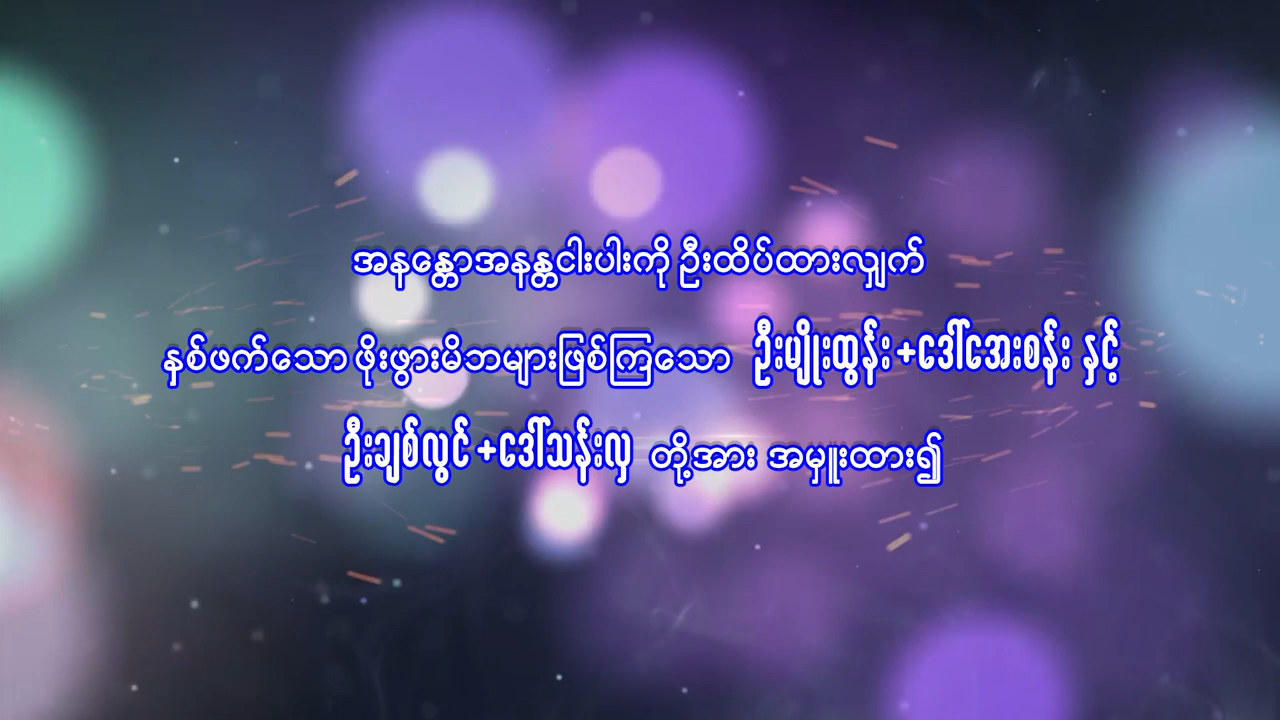 အနန္တောအနန္တငါးပါးကို ဦးထိပ်ထားလျှက်
နှစ်ဖက်သော ဖိုးဖွားမိဘများဖြစ်ကြသော ဦးမျိုးထွန်း+ဒေါ်အေးစန်း နှင့်
ဦးချစ်လွင်+ဒေါ်သန်းလှ တို့အား အမှူးထား၍